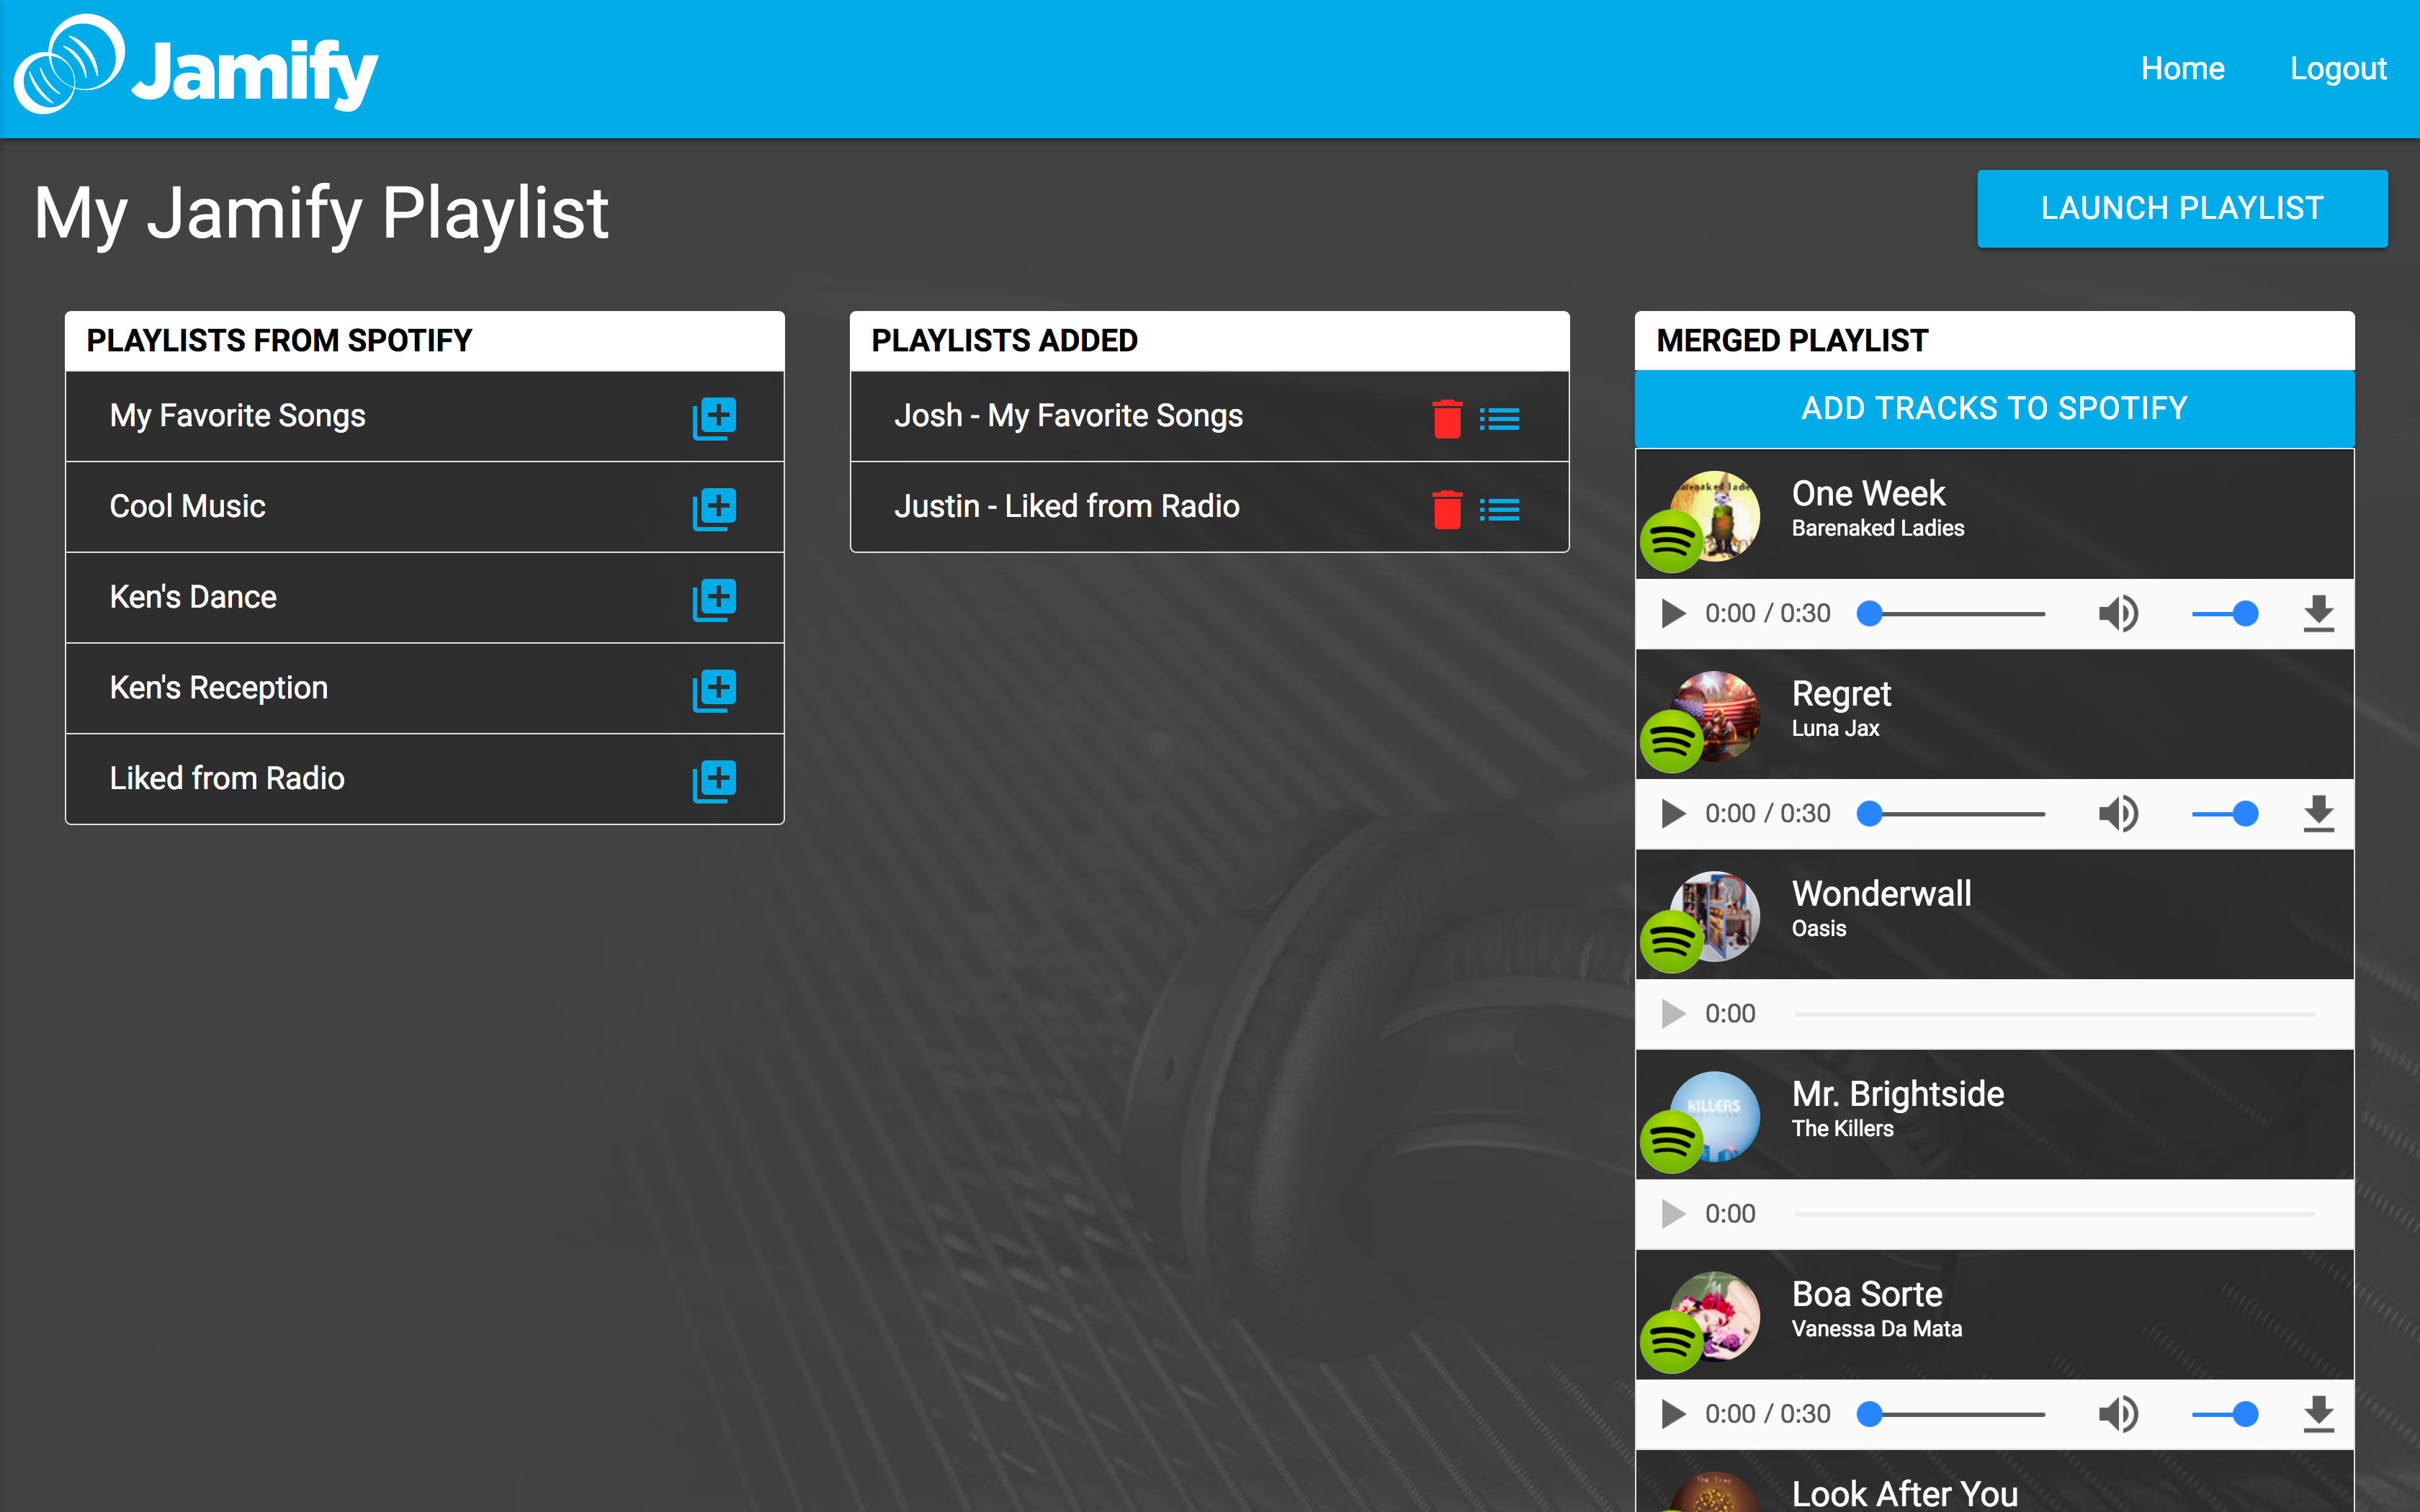 Jamify
Home
Logout
My Jamify Playlist
LAUNCH PLAYLIST
PLAYLISTS FROM SPOTIFY
My Favorite Songs
Cool Music
Ken's Dance
Ken's Reception
Liked from Radio
PLAYLISTS ADDED
Josh - My Favorite Songs
Justin - Liked from Radio
MERGED PLAYLIST
ADD TRACKS TO SPOTIFY
One Week
Barenaked Ladies
0:00 / 0:30
Regret
Luna Jax
0:00 / 0:30
Wonderwall
Oasis
0:00
KILLERS
Mr. Brightside
The Killers
0:00
Boa Sorte
Vanessa Da Mata
0:00 / 0:30
The Fray
Look After You